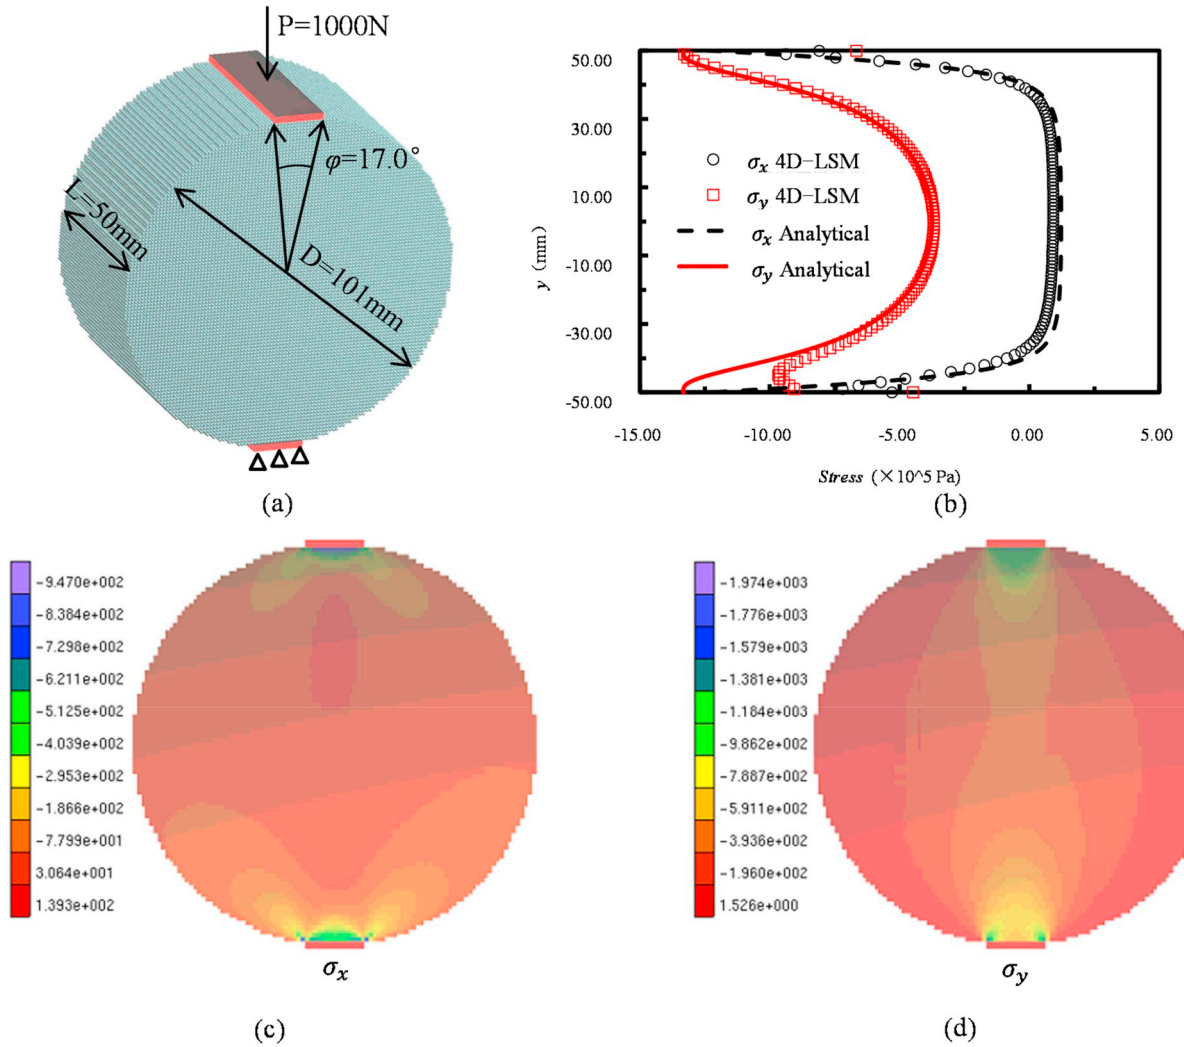 P=1000N
φ=17.0°
L=50mm
D=101mm
(a)
50.00
30.00
10.00
-10.00
-30.00
-50.00
y (mm)
σx 4D-LSM
σy 4D-LSM
σx Analytical
σy Analytical
-15.00 -10.00 -5.00 0.00 5.00
Stress (×10^5 Pa)
(b)
-9.470e+002
-8.384e+002
-7.298e+002
-6.211e+002
-5.125e+002
-4.039e+002
-2.953e+002
-1.866e+002
-7.799e+001
3.064e+001
1.393e+002
σx
(c)
-1.974e+003
-1.776e+003
-1.579e+003
-1.381e+003
-1.184e+003
-9.862e+002
-7.887e+002
-5.911e+002
-3.936e+002
-1.960e+002
1.526e+000
σy
(d)